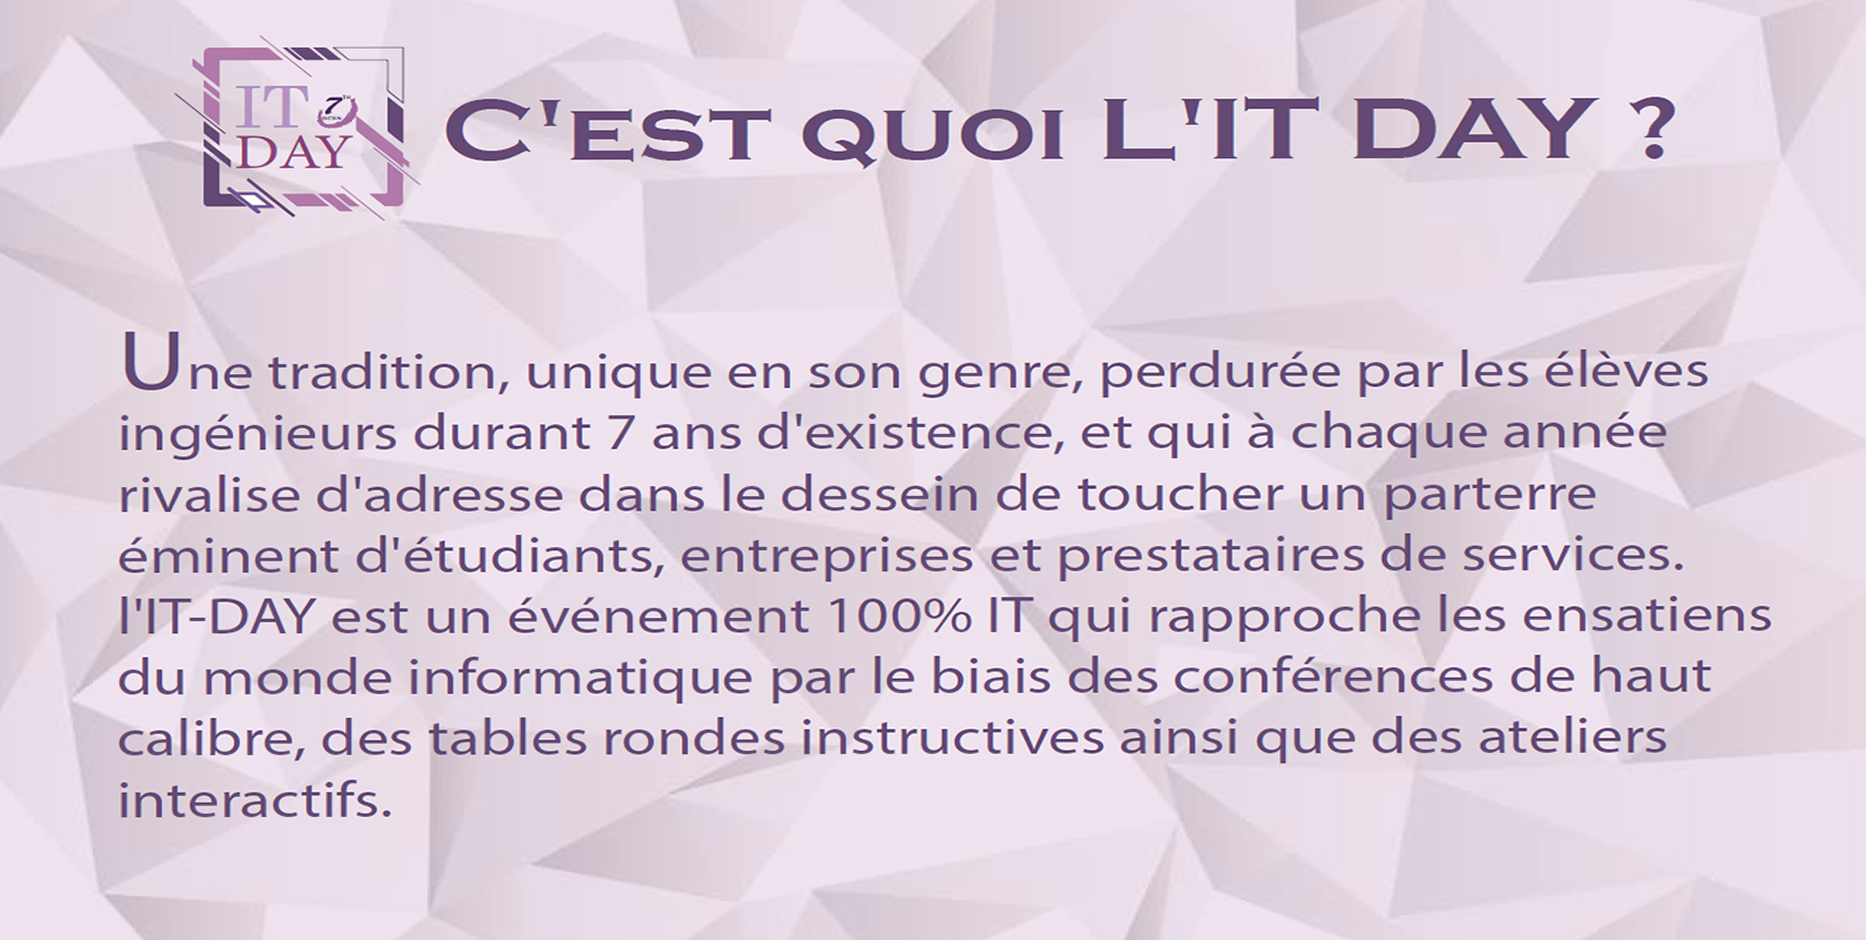 IT 7TH
EDITION
DAY
C'EST QUOI L'IT DAY ?
Une tradition, unique en son genre, perdurée par les élèves
ingénieurs durant 7 ans d'existence, et qui à chaque année
rivalise d'adresse dans le dessein de toucher un parterre
éminent d'étudiants, entreprises et prestataires de services.
l'IT-DAY est un événement 100% IT qui rapproche les ensatiens
du monde informatique par le biais des conférences de haut
calibre, des tables rondes instructives ainsi que des ateliers
interactifs.